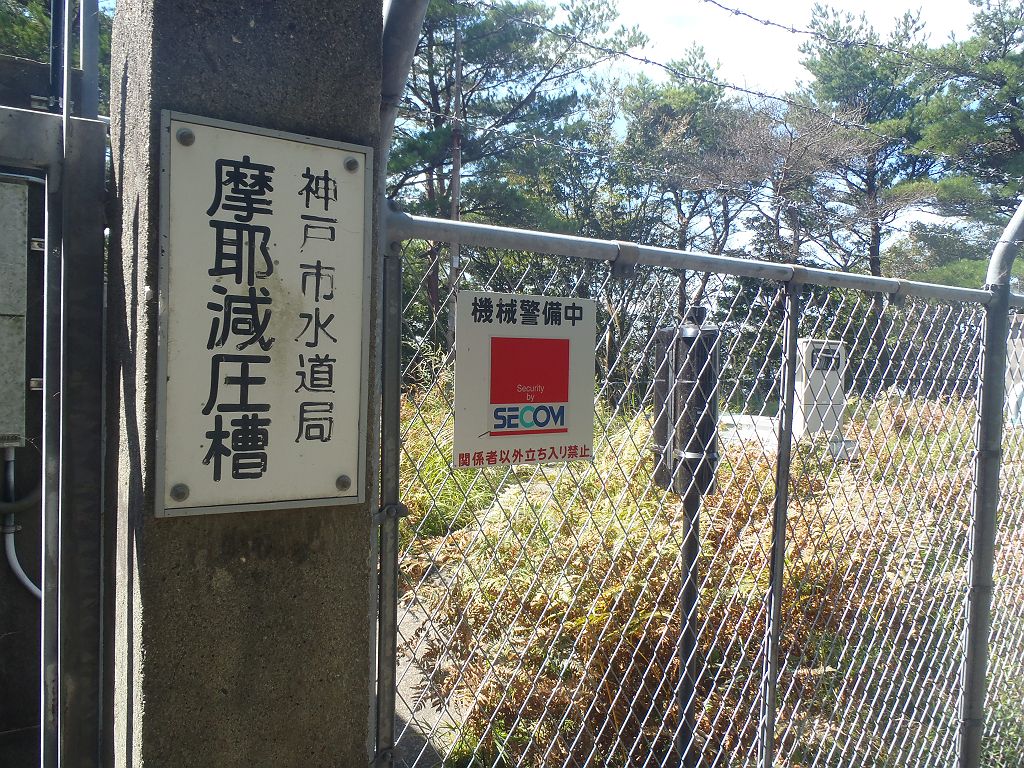 神戸市水道局
摩耶減圧槽
機械警備中
Security
by
SECOM
関係者以外立ち入り禁止